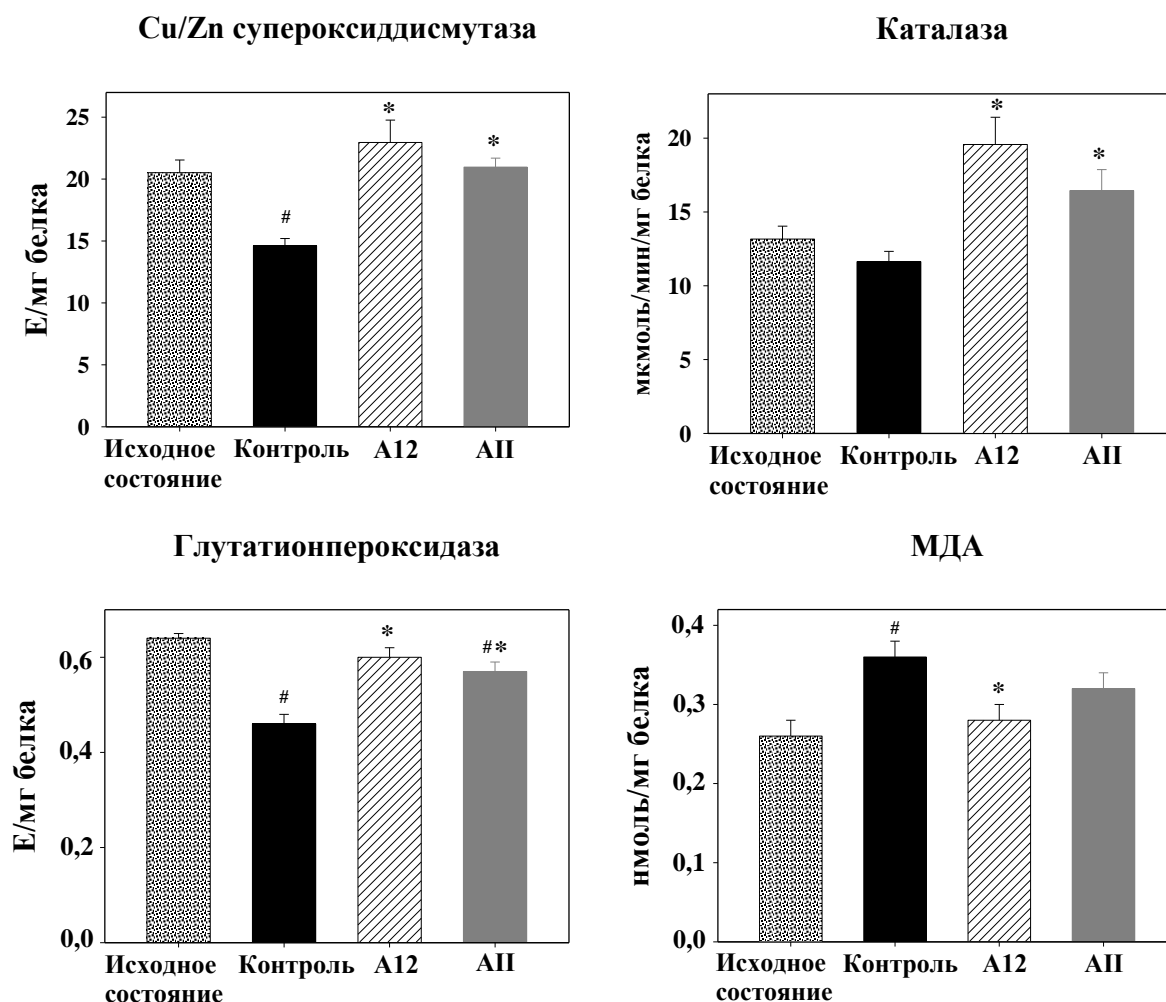 Cu/Zn супероксиддисмутаза
Е/мг белка
25
20
15
10
5
0
#
*
*
Исходное состояние
Контроль
А12
АII
Каталаза
мкмоль/мин/мг белка
20
15
10
5
0
*
*
Исходное состояние
Контроль
А12
АII
Глутатионпероксидаза
Е/мг белка
0,6
0,4
0,2
0,0
#
*
#*
Исходное состояние
Контроль
А12
АII
МДА
нмоль/мг белка
0,4
0,3
0,2
0,1
0,0
#
*
Исходное состояние
Контроль
А12
АII